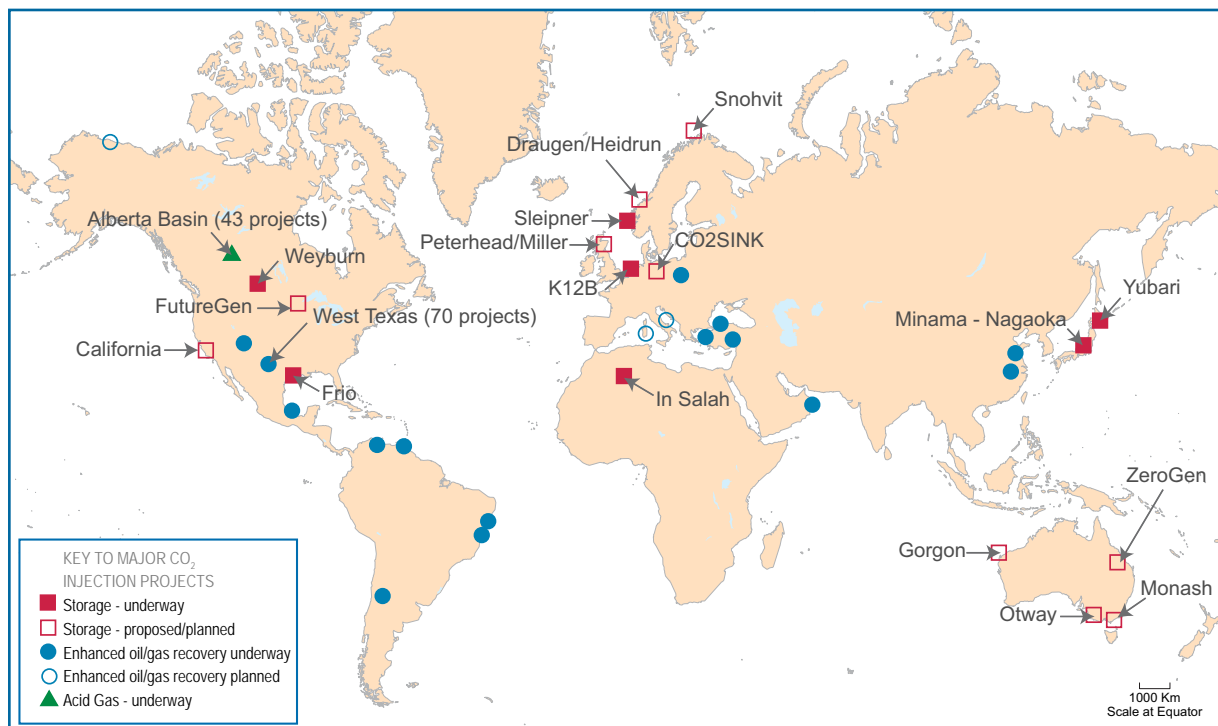 Snohvit
Draugen/Heidrun
Alberta Basin (43 projects)
Sleipner
Peterhead/Miller
CO2SINK
Weyburn
K12B
FutureGen
West Texas (70 projects)
Yubari
Minama - Nagaoka
California
Frio
In Salah
ZeroGen
Gorgon
Monash
Otway
KEY TO MAJOR CO₂
INJECTION PROJECTS
Storage - underway
Storage - proposed/planned
Enhanced oil/gas recovery underway
Enhanced oil/gas recovery planned
Acid Gas - underway
1000 Km
Scale at Equator